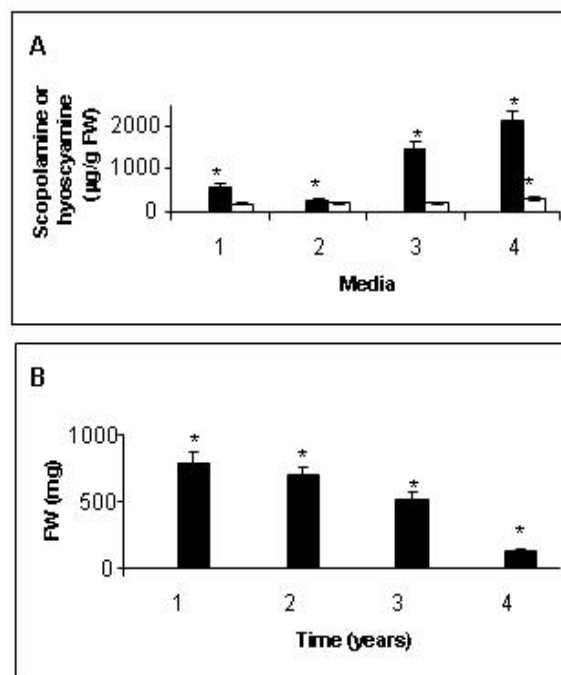 A
Scopolamine or
hyoscyamine
(µg/g FW)
2000
1000
0
* * * * *
1 2 3 4
Media
B
FW (mg)
1000
500
0
* * * *
1 2 3 4
Time (years)